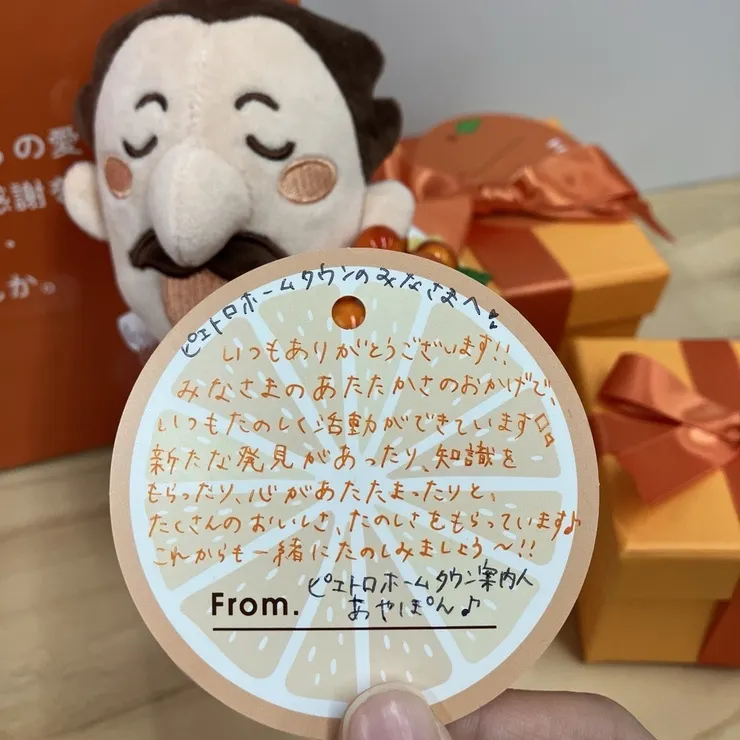 の愛
感謝を
・
んか。
ピエトロホームタウンのみなさまへ
いつもありがとうございます!!
みなさまのあたたかさのおかげで、
いつもたのしく活動ができています
新たな発見があったり、知識を
もらったり、心があたたまったりと、
たくさんのおいしさ、たのしさをもらっています♪
これからも一緒にたのしみましょう〜!!
From. ピエトロホームタウン案内人
あやぽん♪